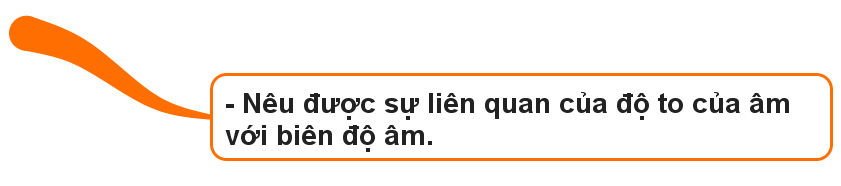 - Nêu được sự liên quan của độ to của âm
với biên độ âm.